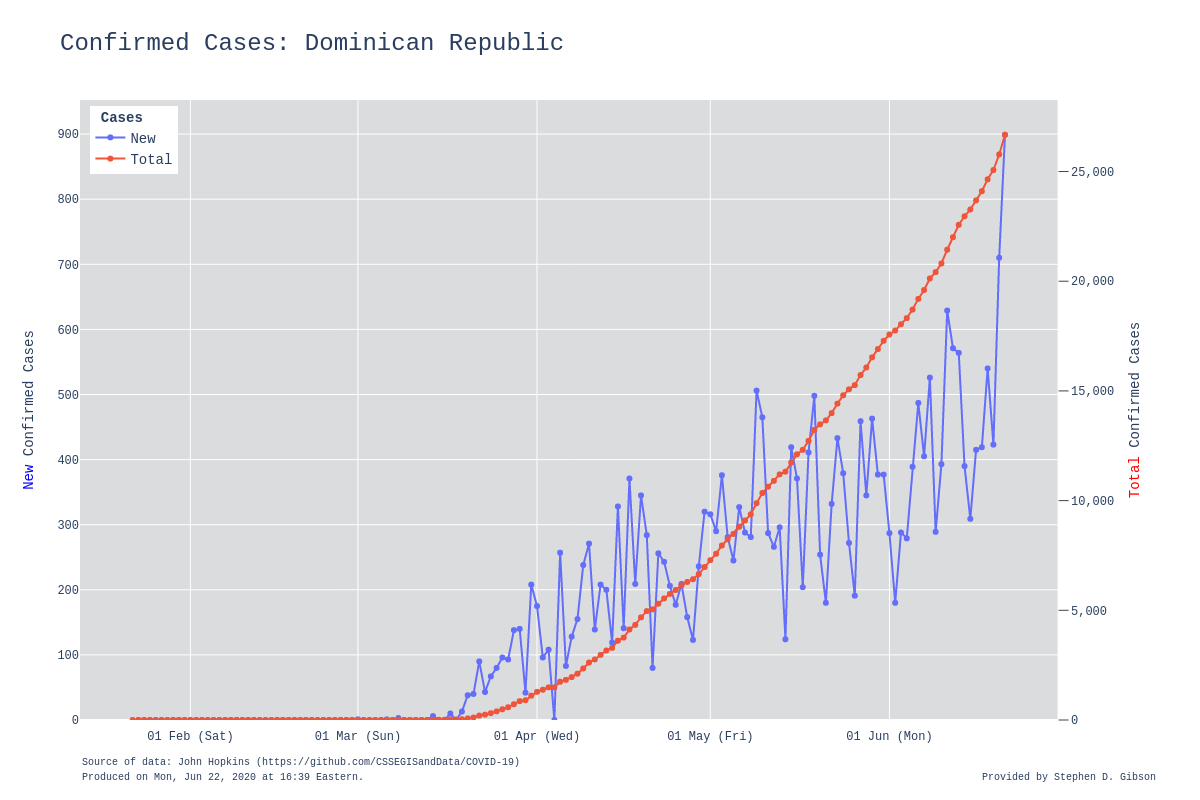 Confirmed Cases: Dominican Republic
Cases
New
Total
900
800
700
600
500
400
300
200
100
0
New Confirmed Cases
25,000
20,000
15,000
10,000
5,000
0
Total Confirmed Cases
01 Feb (Sat)
01 Mar (Sun)
01 Apr (Wed)
01 May (Fri)
01 Jun (Mon)
Source of data: John Hopkins (https://github.com/CSSEGISandData/COVID-19)
Produced on Mon, Jun 22, 2020 at 16:39 Eastern.
Provided by Stephen D. Gibson